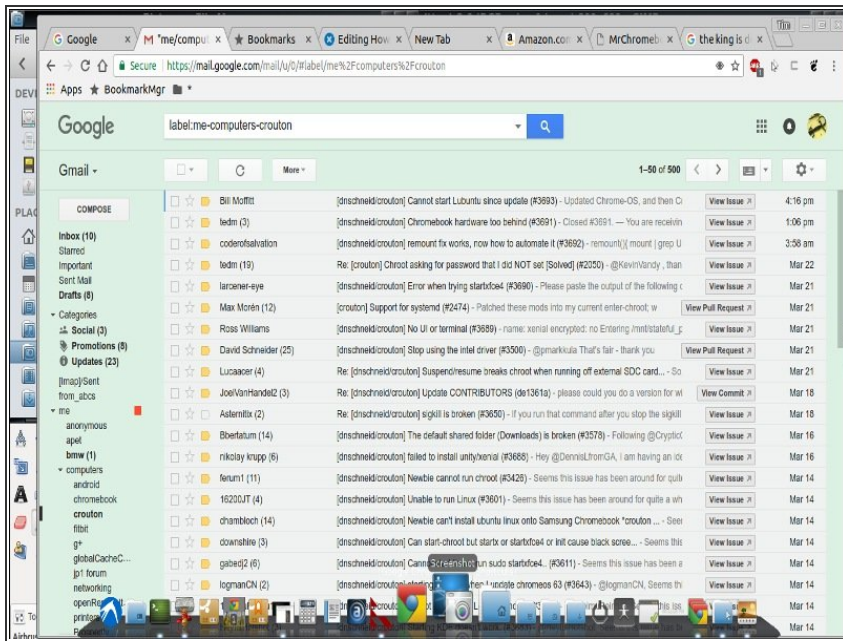 File
Google
"me/comput
Bookmarks
Editing How
New Tab
Amazon.con
MrChromeb
the king is d
Tim
Secure
https://mail.google.com/mail/u/0/#label/me%2Fcomputers%2Fcrouton
Apps
BookmarkMgr
*
DEVI
PLAC
Google
label:me-computers-crouton
Gmail
More
1–50 of 500
COMPOSE
Inbox (10)
Starred
Important
Sent Mail
Drafts (8)
Categories
Social (3)
Promotions (8)
Updates (23)
[Imap]/Sent
from_abcs
me
anonymous
apet
bmw (1)
computers
android
chromebook
crouton
fitbit
g+
globalCacheC...
jp1 forum
networking
Bill Moffitt [dnschneid/crouton] Cannot start Lubuntu since update (#3693) - Updated Chrome-OS, and then C View Issue 4:16 pm
tedm (3) [dnschneid/crouton] Chromebook hardware too behind (#3691) - Closed #3691. — You are receivin View Issue 1:06 pm
coderofsalvation [dnschneid/crouton] remount fix works, now how to automate it (#3692) - remount(){ mount | grep U View Issue 3:58 am
tedm (19) Re: [crouton] Chroot asking for password that I did NOT set [Solved] (#2350) - @KevinVandy , than View Issue Mar 22
larcener-eye [dnschneid/crouton] Error when trying startxfce4 (#3690) - Please paste the output of the following c View Issue Mar 21
Max Morén (12) [crouton] Support for systemd (#2474) - Patched these mods into my current enter-chroot; w View Pull Request Mar 21
Ross Williams [dnschneid/crouton] No UI or terminal (#3689) - name: xenial encrypted: no Entering /mnt/stateful_p View Issue Mar 21
David Schneider (25) [dnschneid/crouton] Stop using the intel driver (#3500) - @pmarkkula That's fair - thank you View Pull Request Mar 21
Lucaacer (4) Re: [dnschneid/crouton] Suspend/resume breaks chroot when running off external SDC card... - So View Issue Mar 21
JoelVanHandel2 (3) Re: [dnschneid/crouton] Update CONTRIBUTORS (de1361a) - please could you do a version for wi View Commit Mar 18
Asternitix (2) Re: [dnschneid/crouton] sigkill is broken (#3650) - If you run that command after you stop the sigkill View Issue Mar 18
Bbertatum (14) [dnschneid/crouton] The default shared folder (Downloads) is broken (#3578) - Following @Cryptic View Issue Mar 16
nikolay krupp (6) [dnschneid/crouton] failed to install unity/xenial (#3688) - Hey @DennisLfromGA, I am having an ide View Issue Mar 16
ferum1 (11) [dnschneid/crouton] Newbie cannot run chroot (#3426) - Seems this issue has been around for quit View Issue Mar 14
16200JT (4) [dnschneid/crouton] Unable to run Linux (#3601) - Seems this issue has been around for quite a wh View Issue Mar 14
dhambloch (14) [dnschneid/crouton] Newbie can't install ubuntu linux onto Samsung Chromebook *crouton ... - See View Issue Mar 14
downshire (3) [dnschneid/crouton] Can start-chroot but startx or startxfce4 or init cause black scree... - Seems this View Issue Mar 14
gabedj2 (6) [dnschneid/crouton] run sudo startxfce4.. (#3611) - Seems this issue has been a View Issue Mar 14
logmanCN (2) [dnschneid/crouton] when I update chromeos 63 (#3643) - @logmanCN, Seems thi View Issue Mar 14
Screenshot